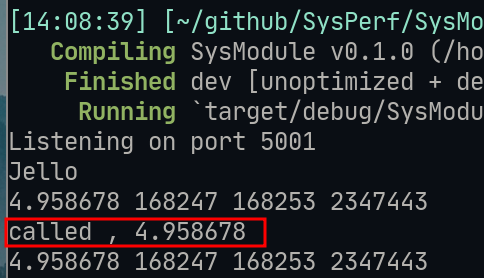 [14:08:39] [~/github/SysPerf/SysMo
Compiling SysModule v0.1.0 (/ho
Finished dev [unoptimized + de
Running `target/debug/SysModu
Listening on port 5001
Jello
4.958678 168247 168253 2347443
called , 4.958678
4.958678 168247 168253 2347443